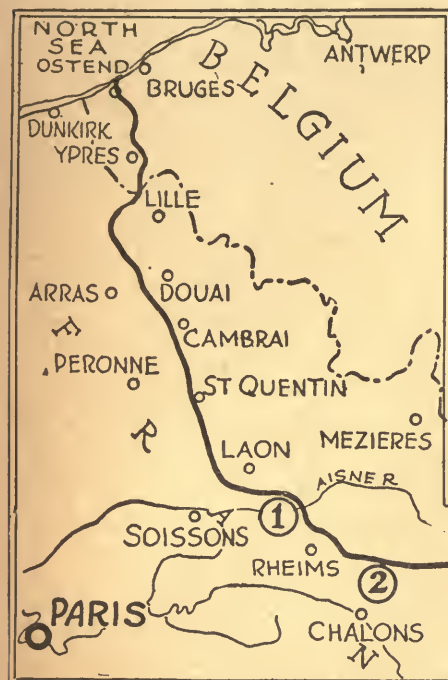 NORTH
SEA
OSTEND
BRUGES
ANTWERP
BELGIUM
DUNKIRK
YPRES
LILLE
ARRAS
DOUAI
CAMBRAI
PERONNE
ST QUENTIN
LAON
MEZIERES
AISNE R
1
SOISSONS
RHEIMS
2
PARIS
CHALONS
F R A N